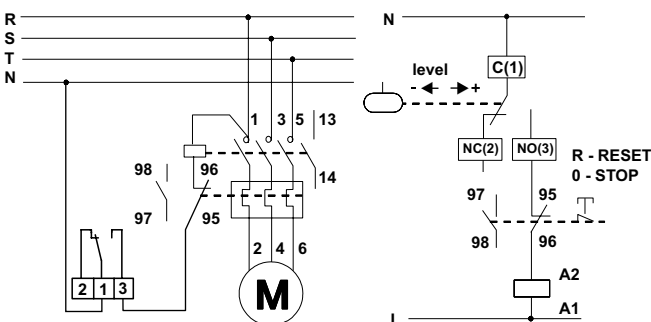 R
S
T
N
1 3 5 13
14
98 96
97 95
2 4 6
2 1 3
M
N
C(1)
level
- +
NC(2) NO(3)
R - RESET
0 - STOP
97 95
98 96
A2
A1
L